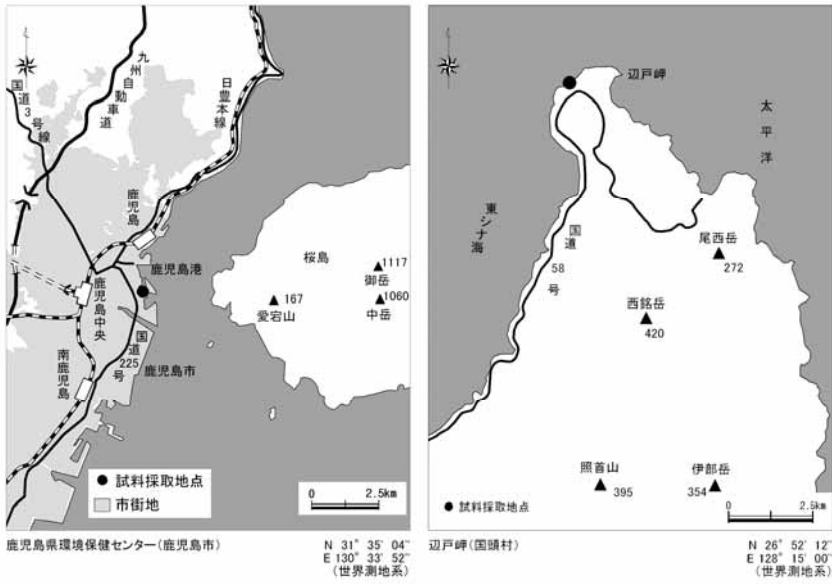 九州自動車道
国道3号線
日豊本線
鹿児島
桜島
1117
御岳
鹿児島港
167
愛宕山
1060
中岳
鹿児島中央
国道225号
鹿児島市
南鹿児島
● 試料採取地点
市街地
0 2.5km
鹿児島県環境保健センター(鹿児島市)
N 31° 35′ 04″
E 130° 33′ 52″
(世界測地系)
辺戸岬
太平洋
東シナ海
国道58号
尾西岳
272
西銘岳
420
照首山
395
伊部岳
354
● 試料採取地点
0 2.5km
辺戸岬(国頭村)
N 26° 52′ 12″
E 128° 15′ 00″
(世界測地系)